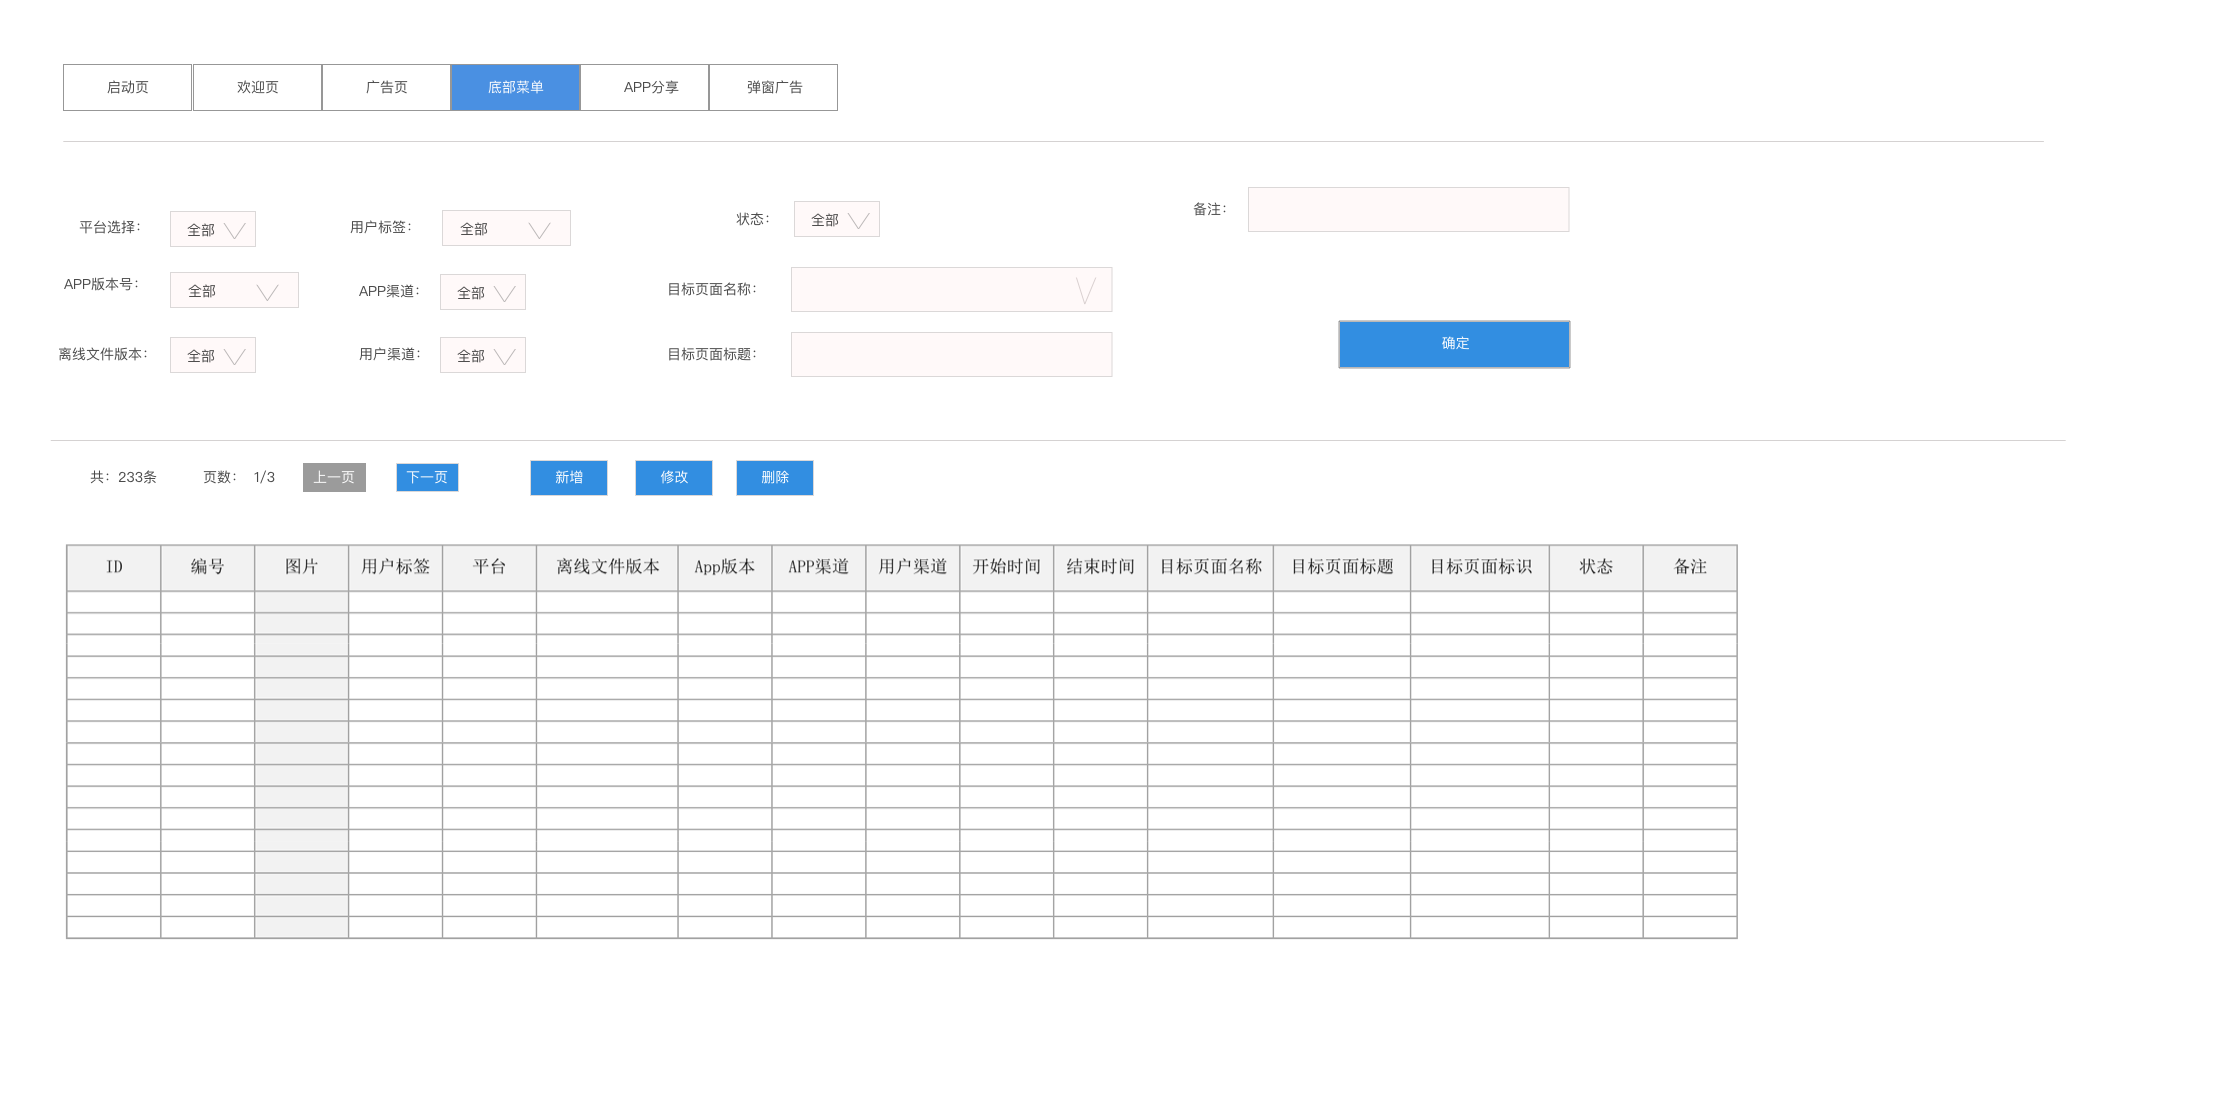 启动页 欢迎页 广告页 底部菜单 APP分享 弹窗广告
平台选择： 全部 用户标签： 全部 状态： 全部 备注：
APP版本号： 全部 APP渠道： 全部 目标页面名称：
离线文件版本： 全部 用户渠道： 全部 目标页面标题： 确定
共：233条 页数： 1/3 上一页 下一页 新增 修改 删除
ID 编号 图片 用户标签 平台 离线文件版本 App版本 APP渠道 用户渠道 开始时间 结束时间 目标页面名称 目标页面标题 目标页面标识 状态 备注